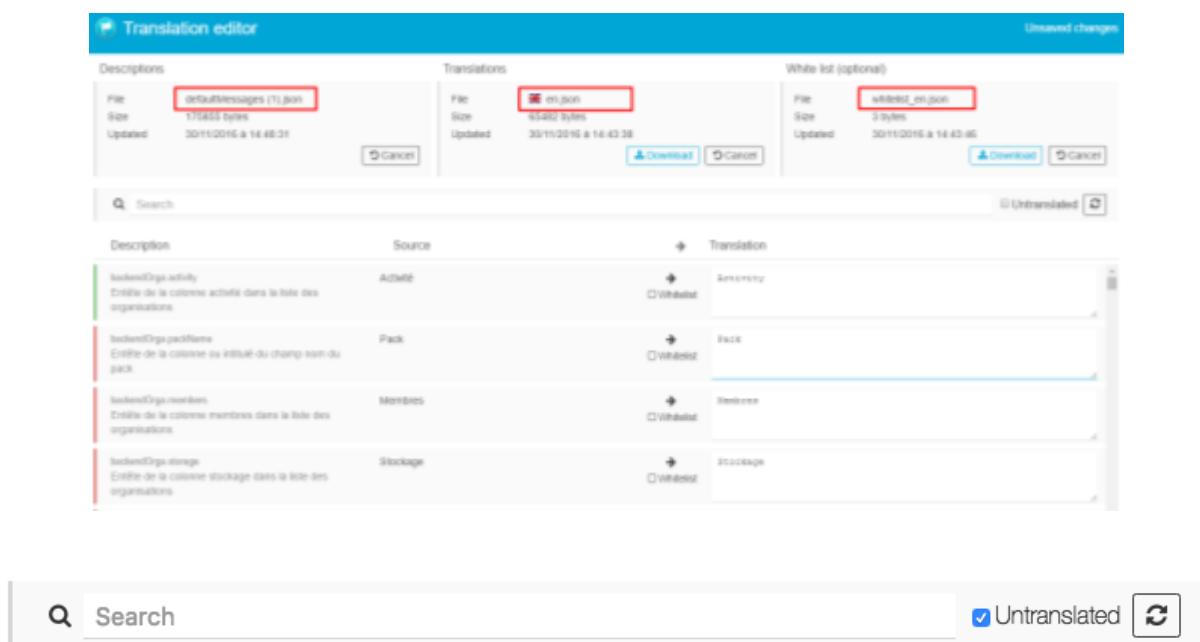 Translation editor Unsaved changes
Descriptions Translations White list (optional)
File defaultMessages (1).json File en.json File whitelist_en.json
Size 175855 bytes Size 65482 bytes Size 3 bytes
Updated 30/11/2016 à 14:48:31 Updated 30/11/2016 à 14:43:38 Updated 30/11/2016 à 14:43:46
Cancel Download Cancel Download Cancel
Search Untranslated
Description Source Translation
backendOrga.activity Activité
Entête de la colonne activité dans la liste des Whitelist
organisations
backendOrga.packName Pack Pack
Entête de la colonne ou intitulé du champ nom du Whitelist
pack
backendOrga.members Membres
Entête de la colonne membres dans la liste des Whitelist
organisations
backendOrga.storage Stockage Stockage
Entête de la colonne stockage dans la liste des Whitelist
organisations
Search Untranslated